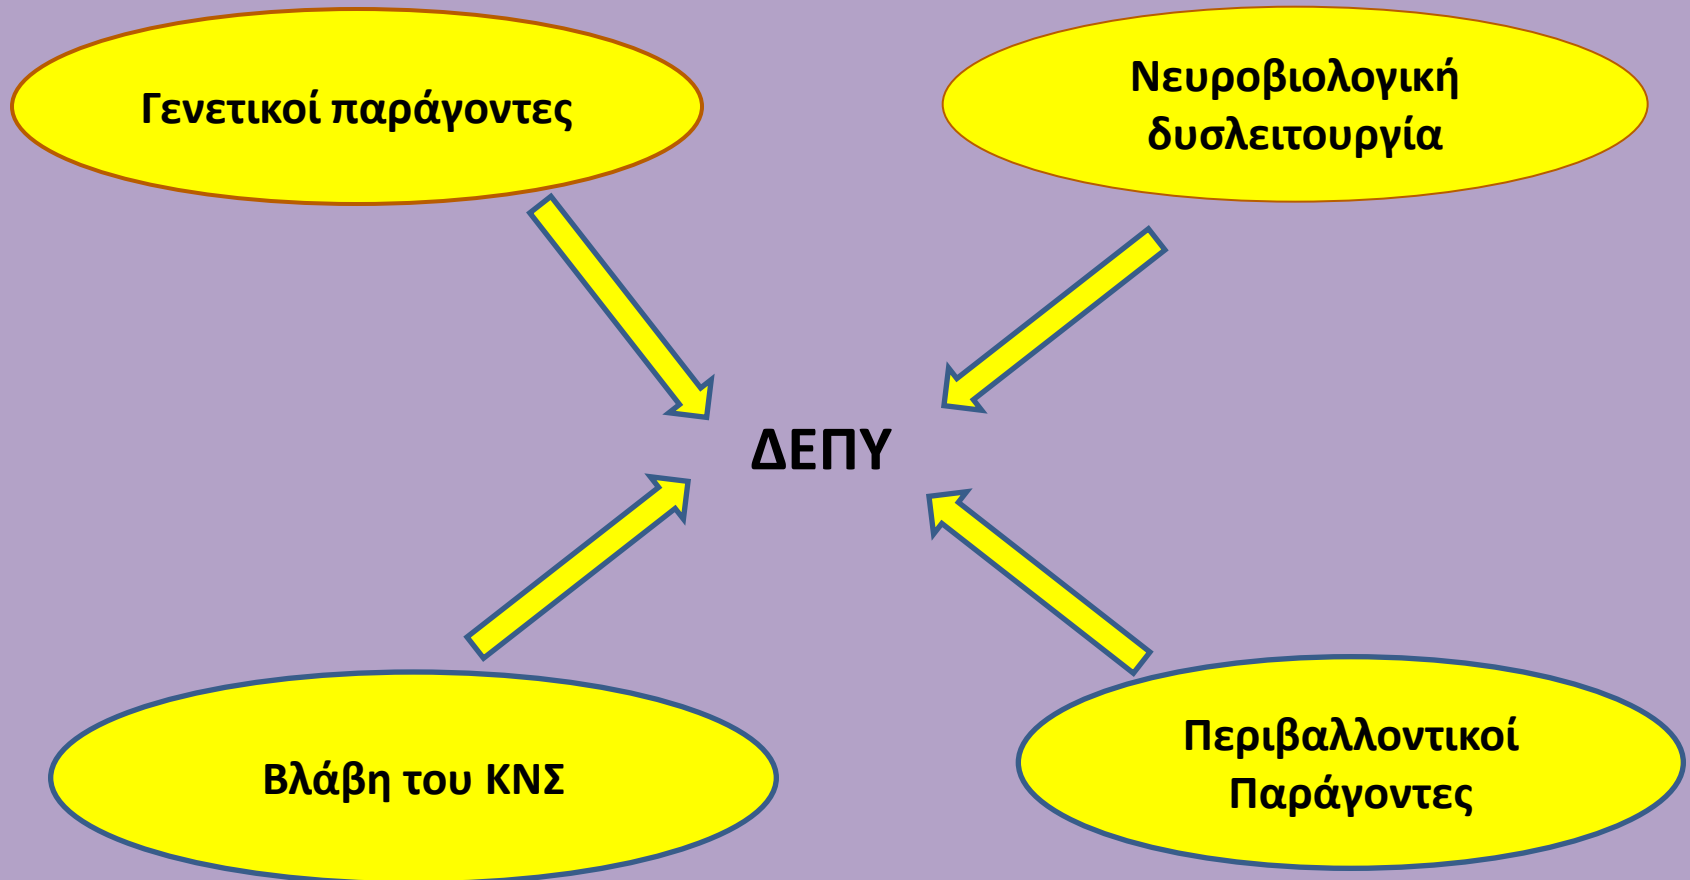 Γενετικοί παράγοντες
Νευροβιολογική
δυσλειτουργία
ΔΕΠΥ
Βλάβη του ΚΝΣ
Περιβαλλοντικοί
Παράγοντες